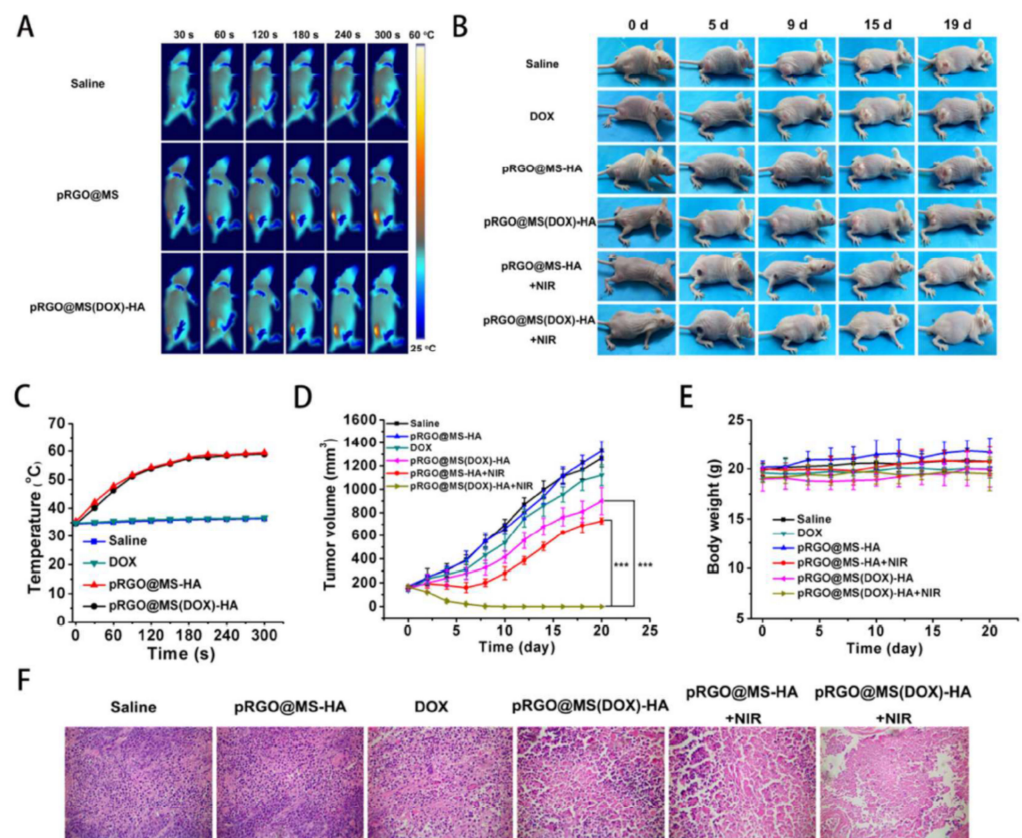 A
30 s 60 s 120 s 180 s 240 s 300 s 60 °C
Saline
pRGO@MS
pRGO@MS(DOX)-HA
25 °C
B
0 d 5 d 9 d 15 d 19 d
Saline
DOX
pRGO@MS-HA
pRGO@MS(DOX)-HA
pRGO@MS-HA
+NIR
pRGO@MS(DOX)-HA
+NIR
C
Temperature (°C)
70
60
50
40
30
20
10
0
Saline
DOX
pRGO@MS-HA
pRGO@MS(DOX)-HA
0 60 120 180 240 300
Time (s)
D
Tumor volume (mm³)
1600
1400
1200
1000
800
600
400
200
0
Saline
pRGO@MS-HA
DOX
pRGO@MS(DOX)-HA
pRGO@MS-HA+NIR
pRGO@MS(DOX)-HA+NIR
*** ***
0 5 10 15 20 25
Time (day)
E
Body weight (g)
25
20
15
10
5
Saline
DOX
pRGO@MS-HA
pRGO@MS-HA+NIR
pRGO@MS(DOX)-HA
pRGO@MS(DOX)-HA+NIR
0 5 10 15 20
Time (day)
F
Saline pRGO@MS-HA DOX pRGO@MS(DOX)-HA pRGO@MS-HA pRGO@MS(DOX)-HA
+NIR +NIR